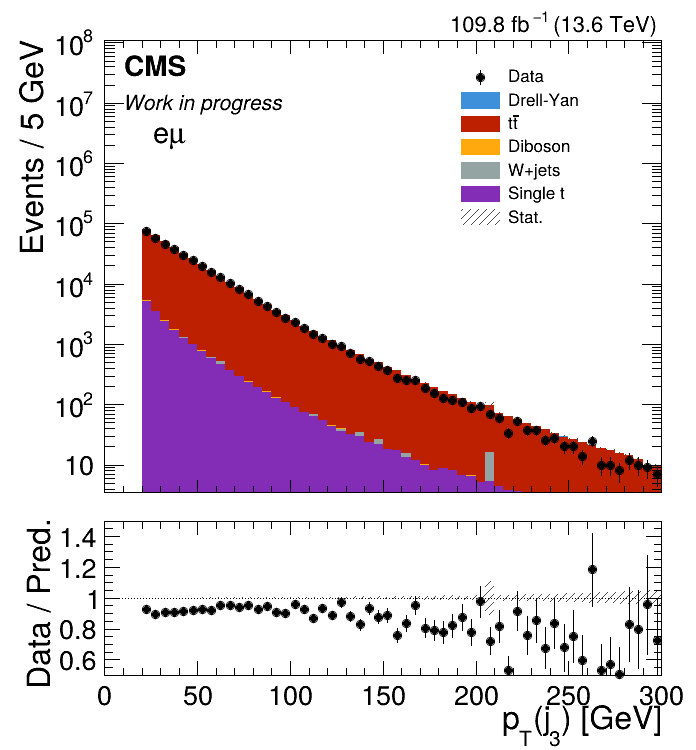 109.8 fb⁻¹ (13.6 TeV)
CMS
Work in progress
eμ
Data
Drell-Yan
tt̄
Diboson
W+jets
Single t
Stat.
Events / 5 GeV
10⁸
10⁷
10⁶
10⁵
10⁴
10³
10²
10
Data / Pred.
1.4
1.2
1
0.8
0.6
0 50 100 150 200 250 300
p_T(j_3) [GeV]